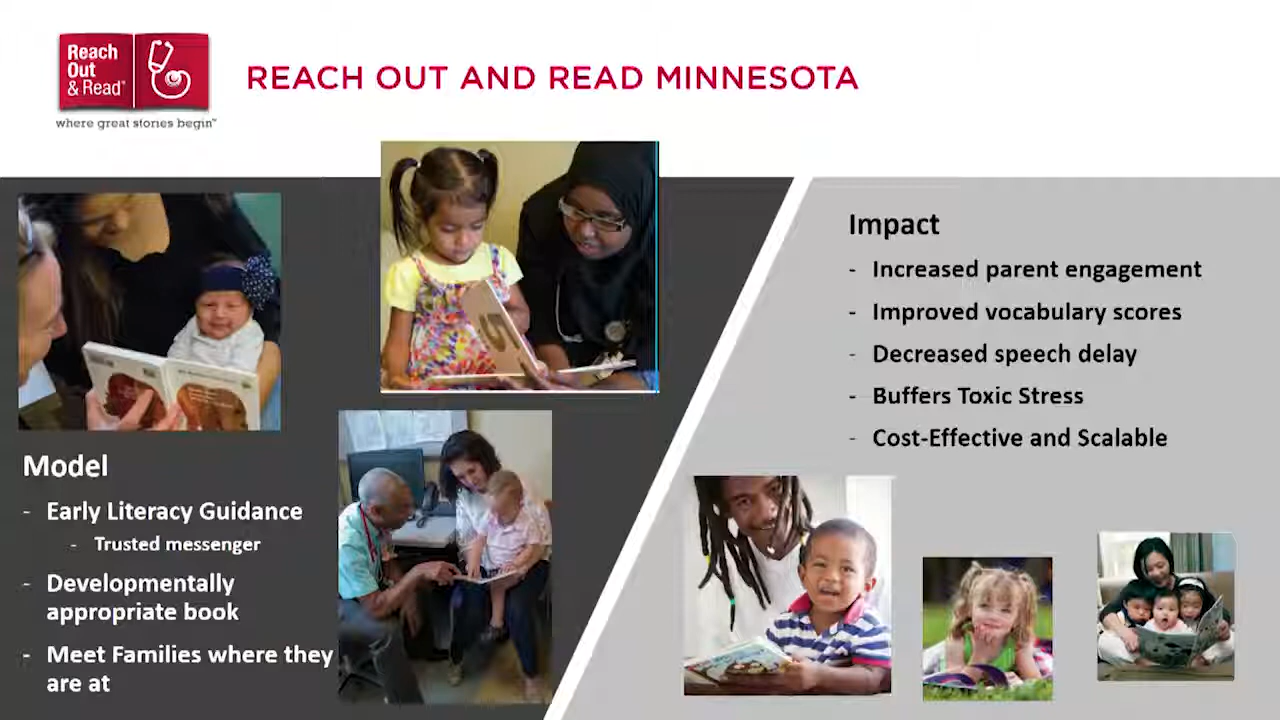 Reach
Out
& Read®
where great stories begin™
REACH OUT AND READ MINNESOTA
Model
- Early Literacy Guidance
- Trusted messenger
- Developmentally
appropriate book
- Meet Families where they
are at
Impact
- Increased parent engagement
- Improved vocabulary scores
- Decreased speech delay
- Buffers Toxic Stress
- Cost-Effective and Scalable
5